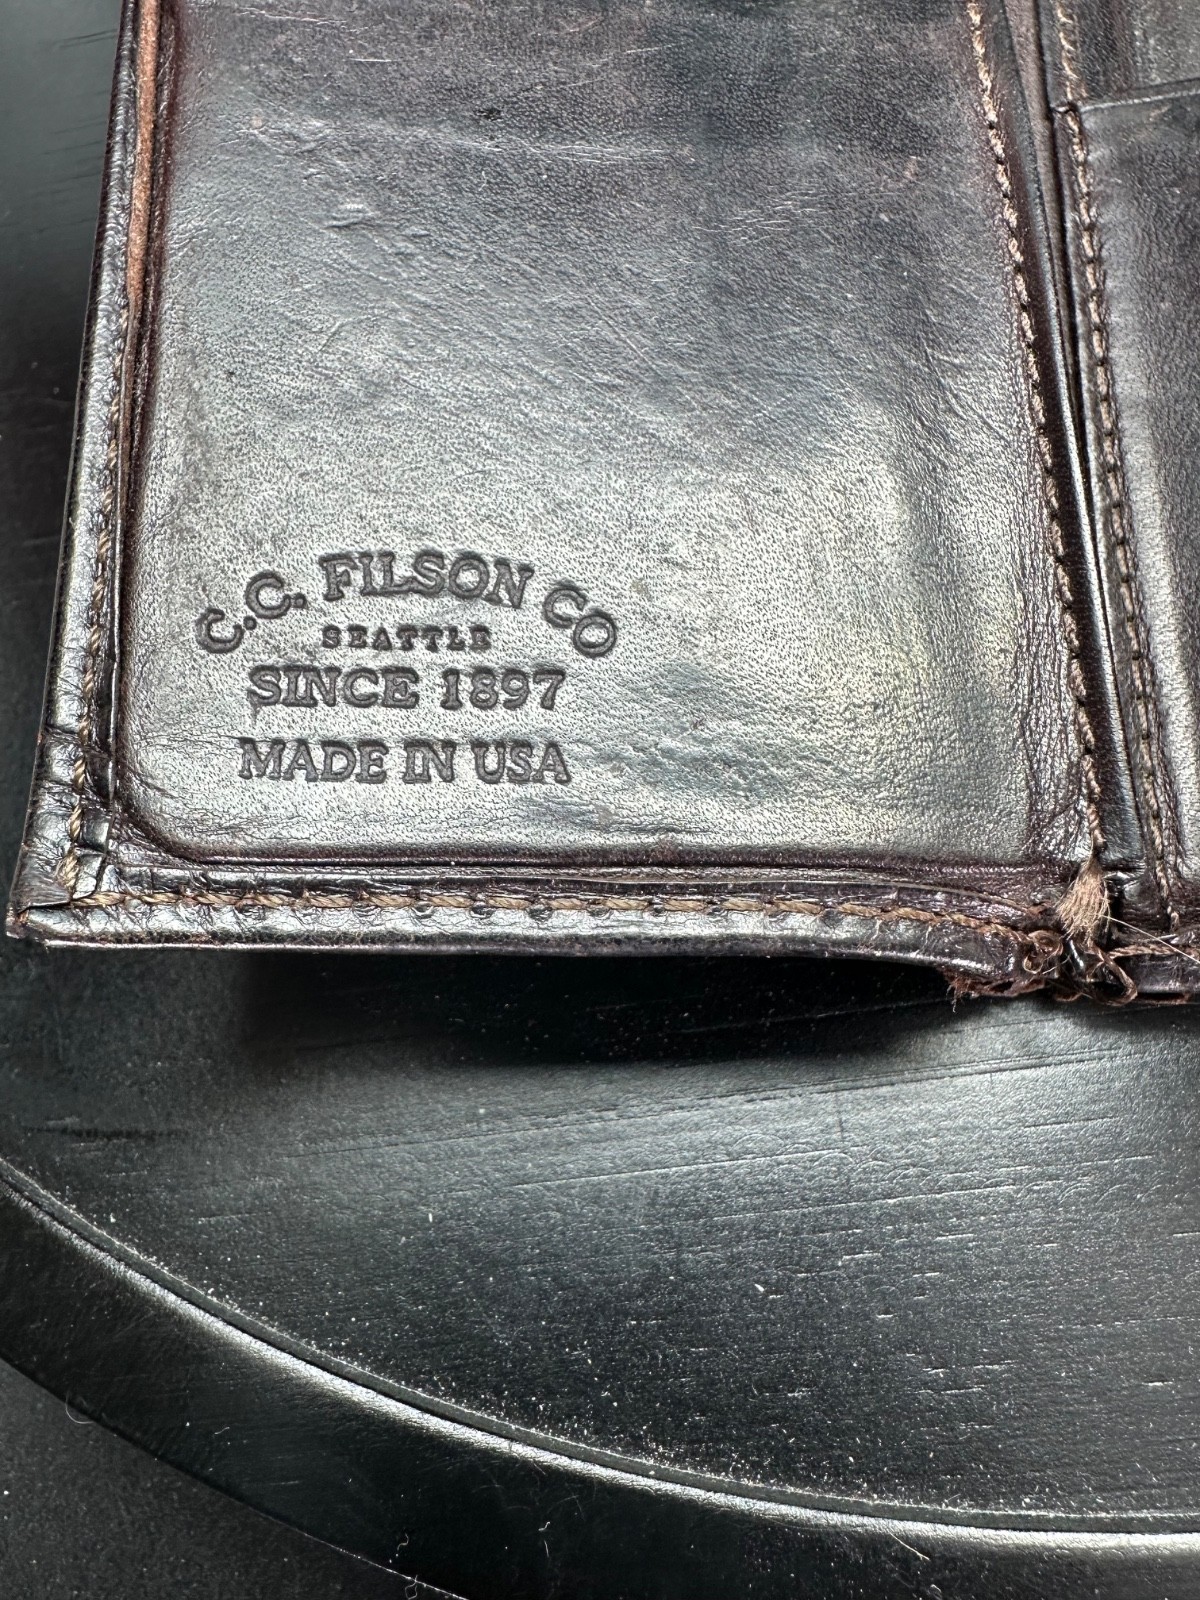 C.C. FILSON CO
SEATTLE
SINCE 1897
MADE IN USA